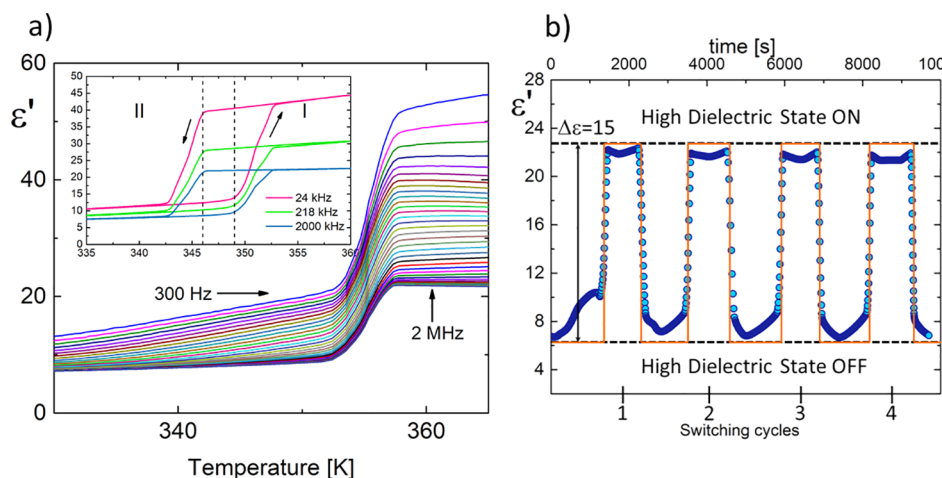 a)
ε'
60
40
20
0
340
360
Temperature [K]
300 Hz
2 MHz
50
45
40
35
30
25
20
15
10
5
0
335
340
345
350
355
360
II
I
24 kHz
218 kHz
2000 kHz
b)
time [s]
0
2000
4000
6000
8000
100
ε'
28
24
20
16
12
8
4
High Dielectric State ON
Δε=15
High Dielectric State OFF
1
2
3
4
Switching cycles